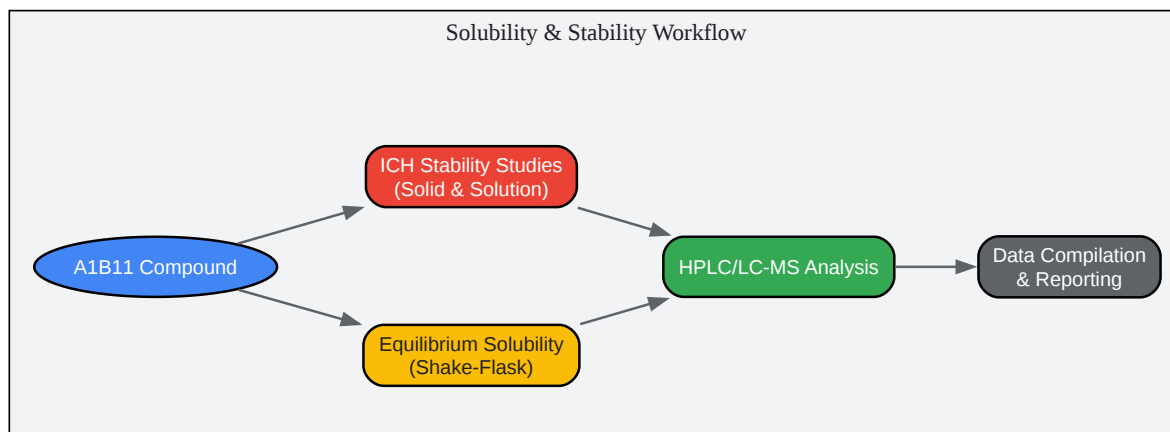 Solubility & Stability Workflow
ICH Stability Studies
(Solid & Solution)
A1B11 Compound
HPLC/LC-MS Analysis
Data Compilation
& Reporting
Equilibrium Solubility
(Shake-Flask)